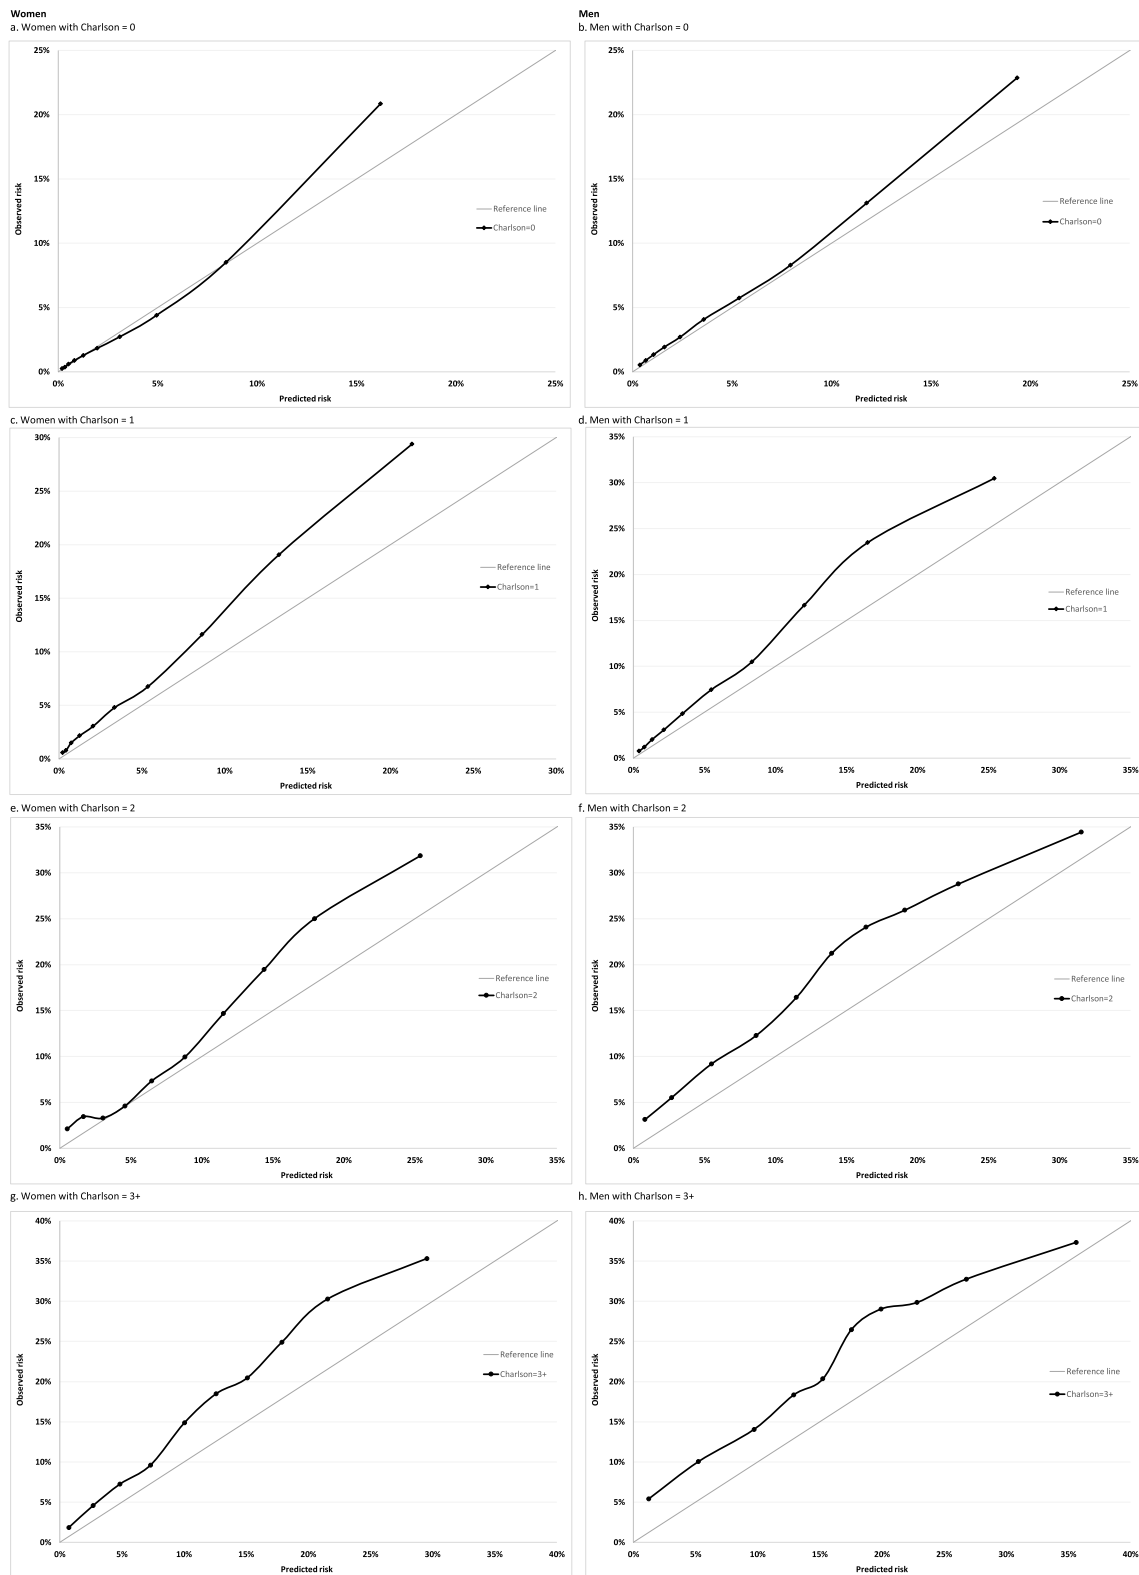 Women
a. Women with Charlson = 0
25%
20%
15%
10%
5%
0%
Observed risk
0% 5% 10% 15% 20% 25%
Predicted risk
Reference line
Charlson=0
Men
b. Men with Charlson = 0
25%
20%
15%
10%
5%
0%
Observed risk
0% 5% 10% 15% 20% 25%
Predicted risk
Reference line
Charlson=0
c. Women with Charlson = 1
30%
25%
20%
15%
10%
5%
0%
Observed risk
0% 5% 10% 15% 20% 25% 30%
Predicted risk
Reference line
Charlson=1
d. Men with Charlson = 1
35%
30%
25%
20%
15%
10%
5%
0%
Observed risk
0% 5% 10% 15% 20% 25% 30% 35%
Predicted risk
Reference line
Charlson=1
e. Women with Charlson = 2
35%
30%
25%
20%
15%
10%
5%
0%
Observed risk
0% 5% 10% 15% 20% 25% 30% 35%
Predicted risk
Reference line
Charlson=2
f. Men with Charlson = 2
35%
30%
25%
20%
15%
10%
5%
0%
Observed risk
0% 5% 10% 15% 20% 25% 30% 35%
Predicted risk
Reference line
Charlson=2
g. Women with Charlson = 3+
40%
35%
30%
25%
20%
15%
10%
5%
0%
Observed risk
0% 5% 10% 15% 20% 25% 30% 35% 40%
Predicted risk
Reference line
Charlson=3+
h. Men with Charlson = 3+
40%
35%
30%
25%
20%
15%
10%
5%
0%
Observed risk
0% 5% 10% 15% 20% 25% 30% 35% 40%
Predicted risk
Reference line
Charlson=3+